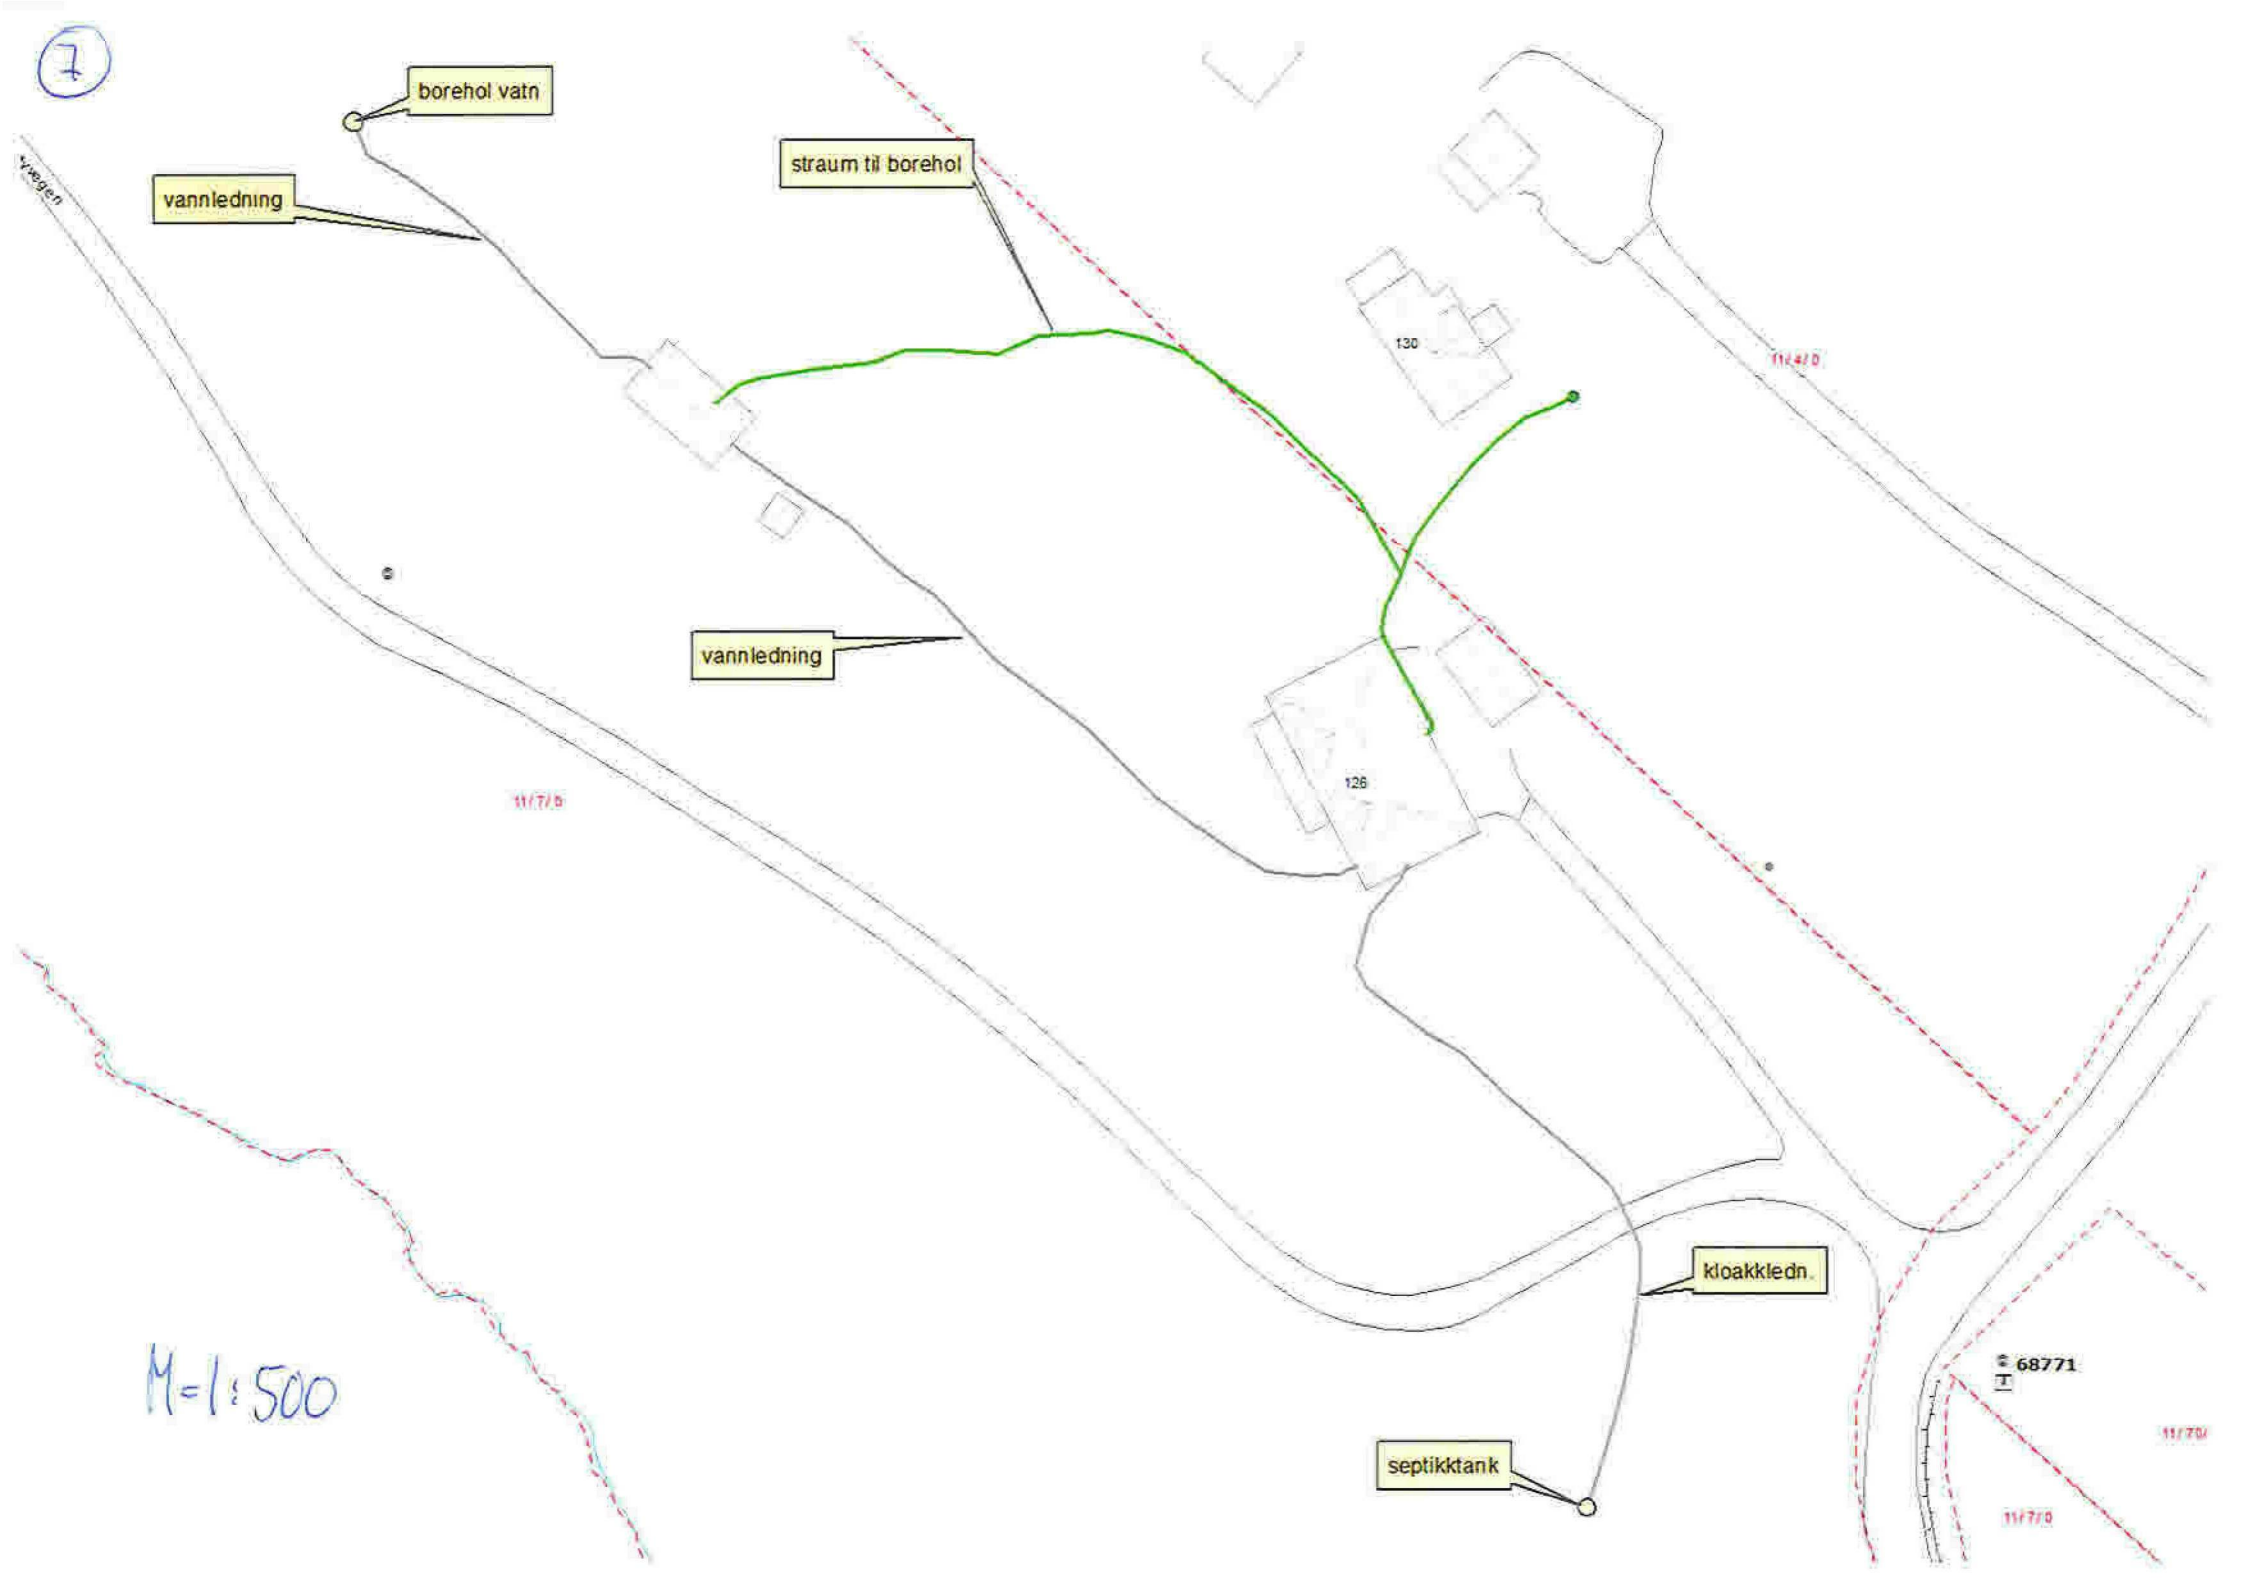 7
borehol vatn
straum til borehol
vannledning
130
11/4/0
vannledning
126
11/7/0
kloakkledn.
68771
M=1:500
11/70/
septikktank
11/7/0